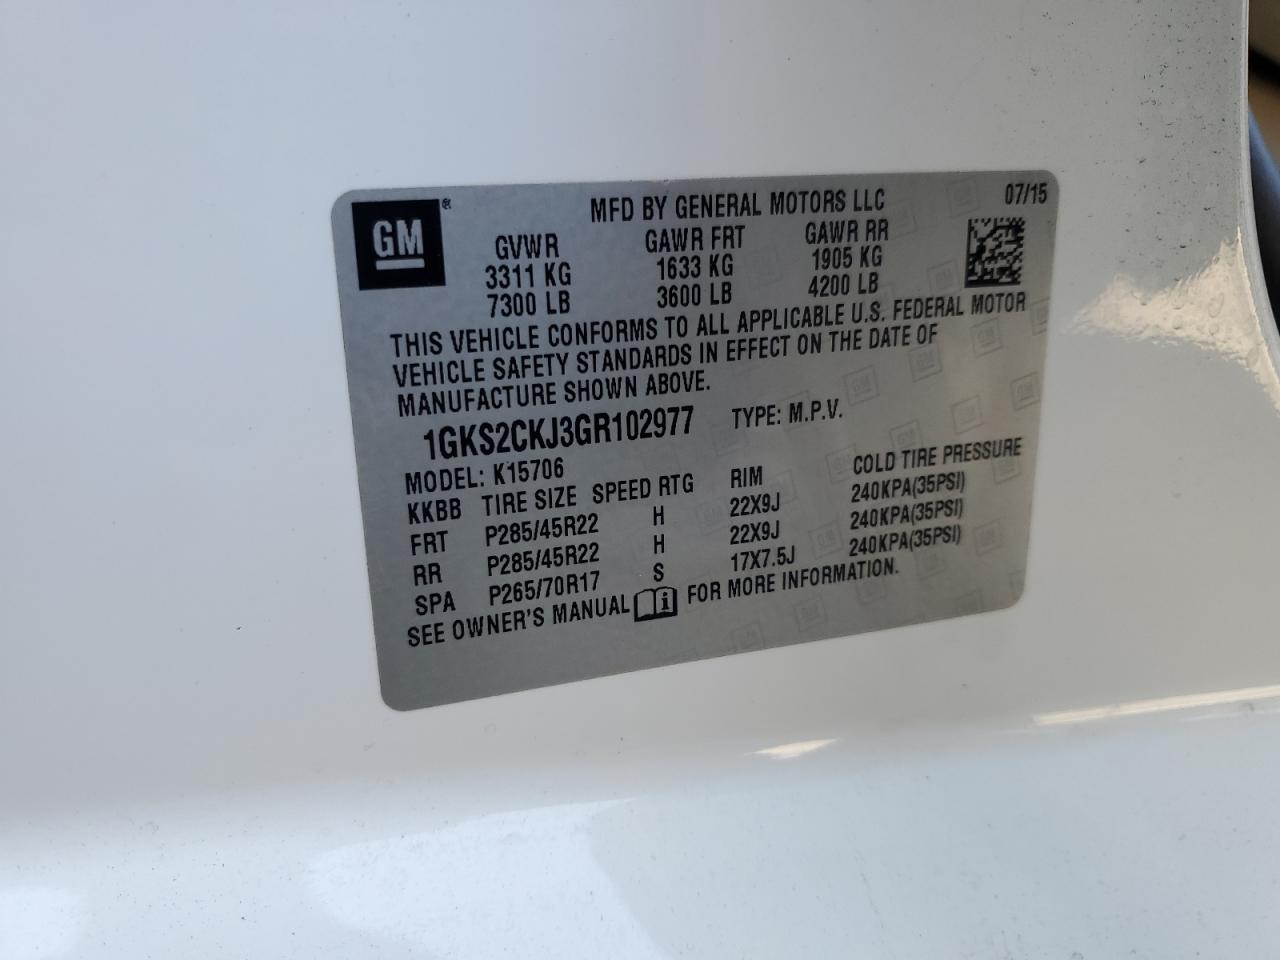 GM®
MFD BY GENERAL MOTORS LLC 07/15
GVWR GAWR FRT GAWR RR
3311 KG 1633 KG 1905 KG
7300 LB 3600 LB 4200 LB
THIS VEHICLE CONFORMS TO ALL APPLICABLE U.S. FEDERAL MOTOR
VEHICLE SAFETY STANDARDS IN EFFECT ON THE DATE OF
MANUFACTURE SHOWN ABOVE.
1GKS2CKJ3GR102977 TYPE: M.P.V.
MODEL: K15706
KKBB TIRE SIZE SPEED RTG RIM COLD TIRE PRESSURE
FRT P285/45R22 H 22X9J 240KPA(35PSI)
RR P285/45R22 H 22X9J 240KPA(35PSI)
SPA P265/70R17 S 17X7.5J 240KPA(35PSI)
SEE OWNER'S MANUAL i FOR MORE INFORMATION.